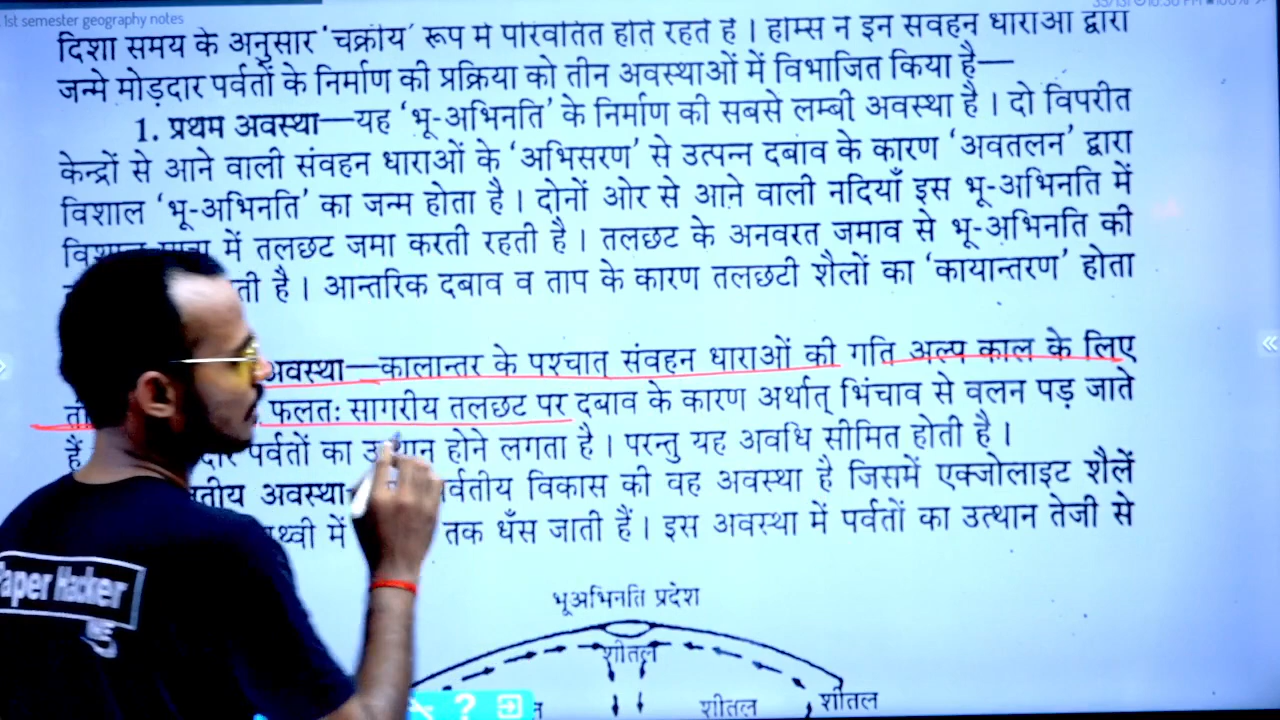 1st semester geography notes
दिशा समय के अनुसार 'चक्रीय' रूप में परिवर्तित होते रहते हैं । होम्स ने इन संवहन धाराओं द्वारा
जन्मे मोड़दार पर्वतों के निर्माण की प्रक्रिया को तीन अवस्थाओं में विभाजित किया है—
1. प्रथम अवस्था—यह 'भू-अभिनति' के निर्माण की सबसे लम्बी अवस्था है । दो विपरीत
केन्द्रों से आने वाली संवहन धाराओं के 'अभिसरण' से उत्पन्न दबाव के कारण 'अवतलन' द्वारा
विशाल 'भू-अभिनति' का जन्म होता है । दोनों ओर से आने वाली नदियाँ इस भू-अभिनति में
में तलछट जमा करती रहती है । तलछट के अनवरत जमाव से भू-अभिनति की
ती है । आन्तरिक दबाव व ताप के कारण तलछटी शैलों का 'कायान्तरण' होता
अवस्था—कालान्तर के पश्चात् संवहन धाराओं की गति अल्प काल के लिए
फलतः सागरीय तलछट पर दबाव के कारण अर्थात् भिंचाव से वलन पड़ जाते
हैं पर्वतों का होने लगता है । परन्तु यह अवधि सीमित होती है ।
तीय अवस्था— र्वतीय विकास की वह अवस्था है जिसमें एक्जोलाइट शैलें
थ्वी में तक धँस जाती हैं । इस अवस्था में पर्वतों का उत्थान तेजी से
भूअभिनति प्रदेश
शीतल
शीतल शीतल
Paper Hacker